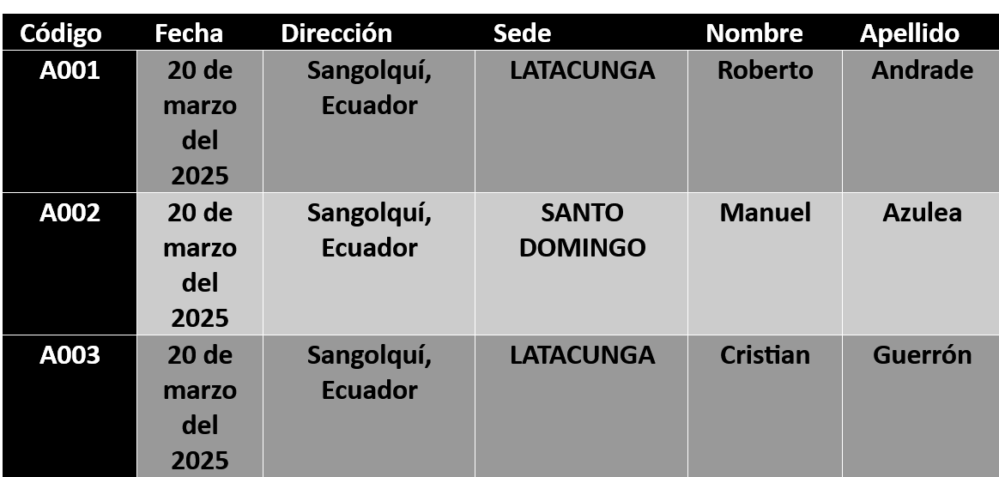 Código Fecha Dirección Sede Nombre Apellido
A001 20 de Sangolquí, LATACUNGA Roberto Andrade
marzo Ecuador
del
2025
A002 20 de Sangolquí, SANTO Manuel Azulea
marzo Ecuador DOMINGO
del
2025
A003 20 de Sangolquí, LATACUNGA Cristian Guerrón
marzo Ecuador
del
2025